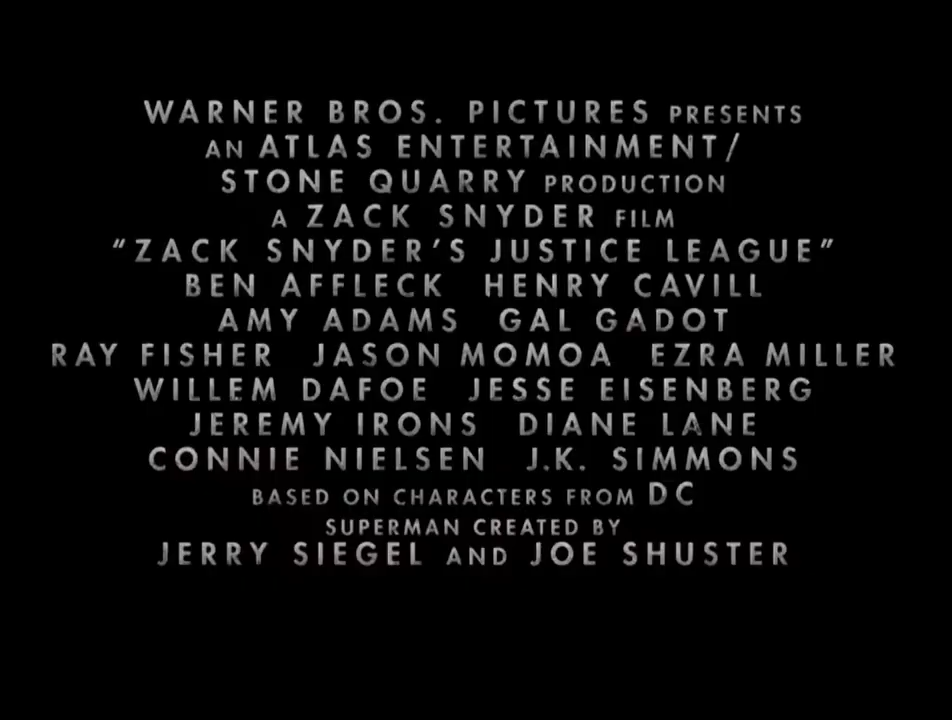 WARNER BROS. PICTURES PRESENTS
AN ATLAS ENTERTAINMENT/
STONE QUARRY PRODUCTION
A ZACK SNYDER FILM
"ZACK SNYDER'S JUSTICE LEAGUE"
BEN AFFLECK HENRY CAVILL
AMY ADAMS GAL GADOT
RAY FISHER JASON MOMOA EZRA MILLER
WILLEM DAFOE JESSE EISENBERG
JEREMY IRONS DIANE LANE
CONNIE NIELSEN J.K. SIMMONS
BASED ON CHARACTERS FROM DC
SUPERMAN CREATED BY
JERRY SIEGEL AND JOE SHUSTER